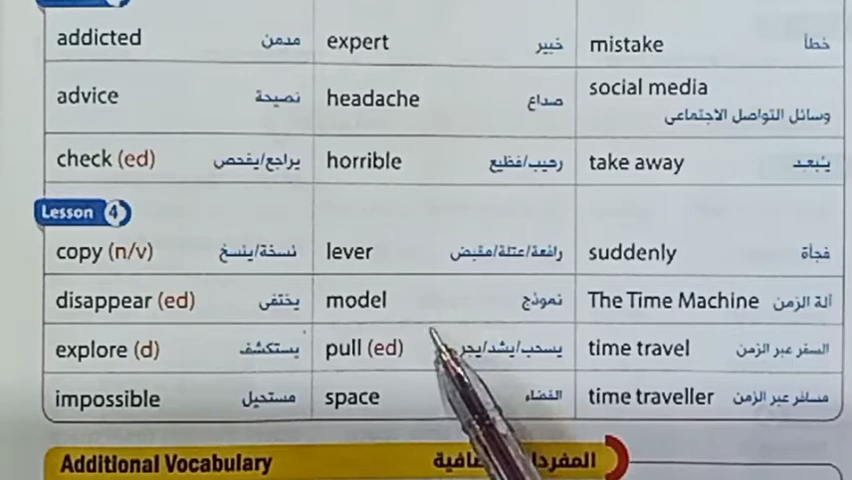 addicted مدمن expert خبير mistake خطأ
advice نصيحة headache صداع social media
وسائل التواصل الاجتماعى
check (ed) يراجع/يفحص horrible رهيب/فظيع take away يُبعد
Lesson 4
copy (n/v) نسخة/ينسخ lever رافعة/عتلة/مقبض suddenly فجأة
disappear (ed) يختفى model نموذج The Time Machine آلة الزمن
explore (d) يستكشف pull (ed) يسحب/يشد/يجر time travel السفر عبر الزمن
impossible مستحيل space الفضاء time traveller مسافر عبر الزمن
Additional Vocabulary